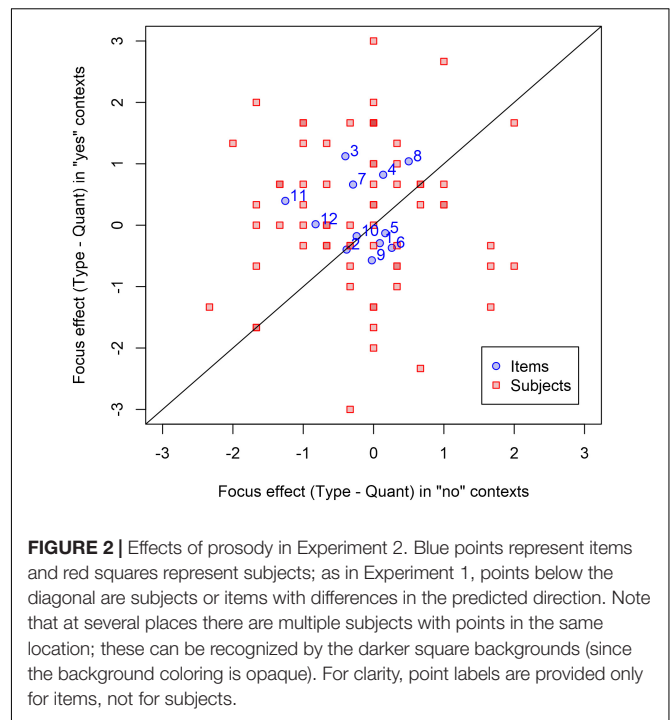 3
2
1
0
-1
-2
-3
Focus effect (Type - Quant) in "yes" contexts
3
4
8
7
11
12
10
5
2
1
6
9
Items
Subjects
-3
-2
-1
0
1
2
3
Focus effect (Type - Quant) in "no" contexts
FIGURE 2 | Effects of prosody in Experiment 2. Blue points represent items
and red squares represent subjects; as in Experiment 1, points below the
diagonal are subjects or items with differences in the predicted direction. Note
that at several places there are multiple subjects with points in the same
location; these can be recognized by the darker square backgrounds (since
the background coloring is opaque). For clarity, point labels are provided only
for items, not for subjects.